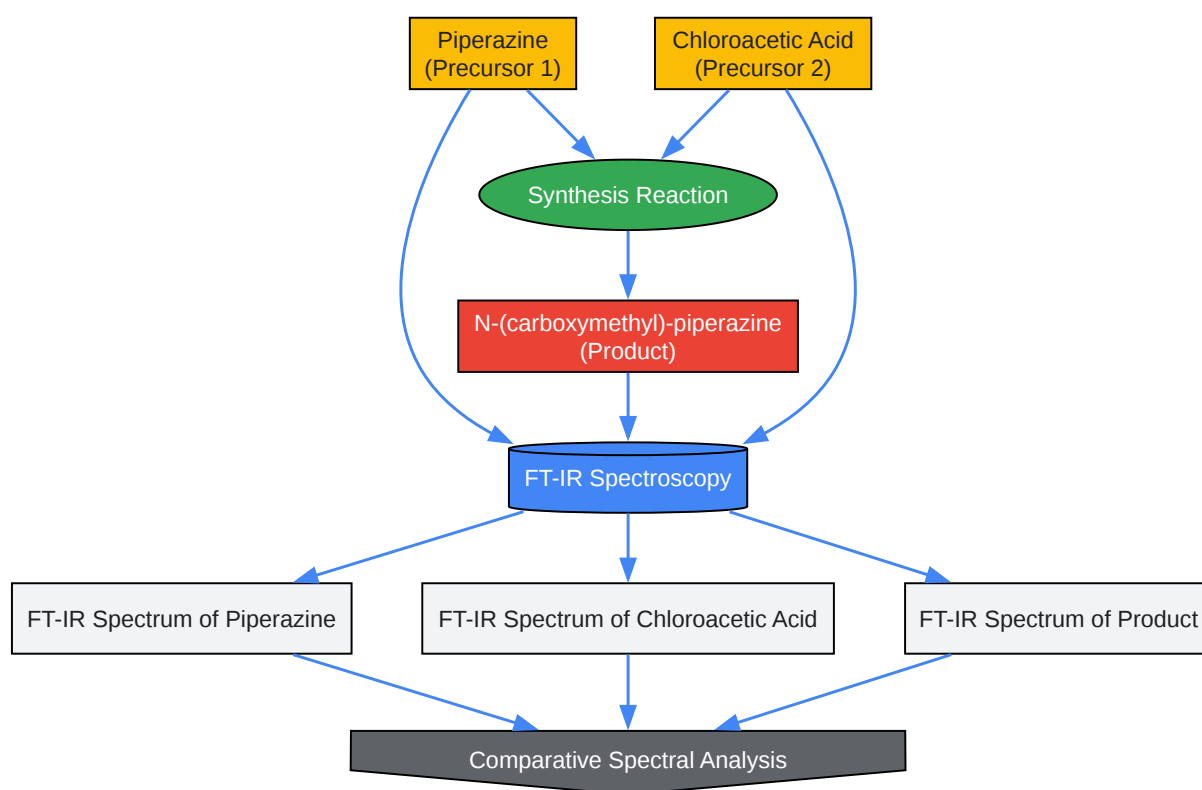 Piperazine
(Precursor 1)
Chloroacetic Acid
(Precursor 2)
Synthesis Reaction
N-(carboxymethyl)-piperazine
(Product)
FT-IR Spectroscopy
FT-IR Spectrum of Piperazine
FT-IR Spectrum of Chloroacetic Acid
FT-IR Spectrum of Product
Comparative Spectral Analysis